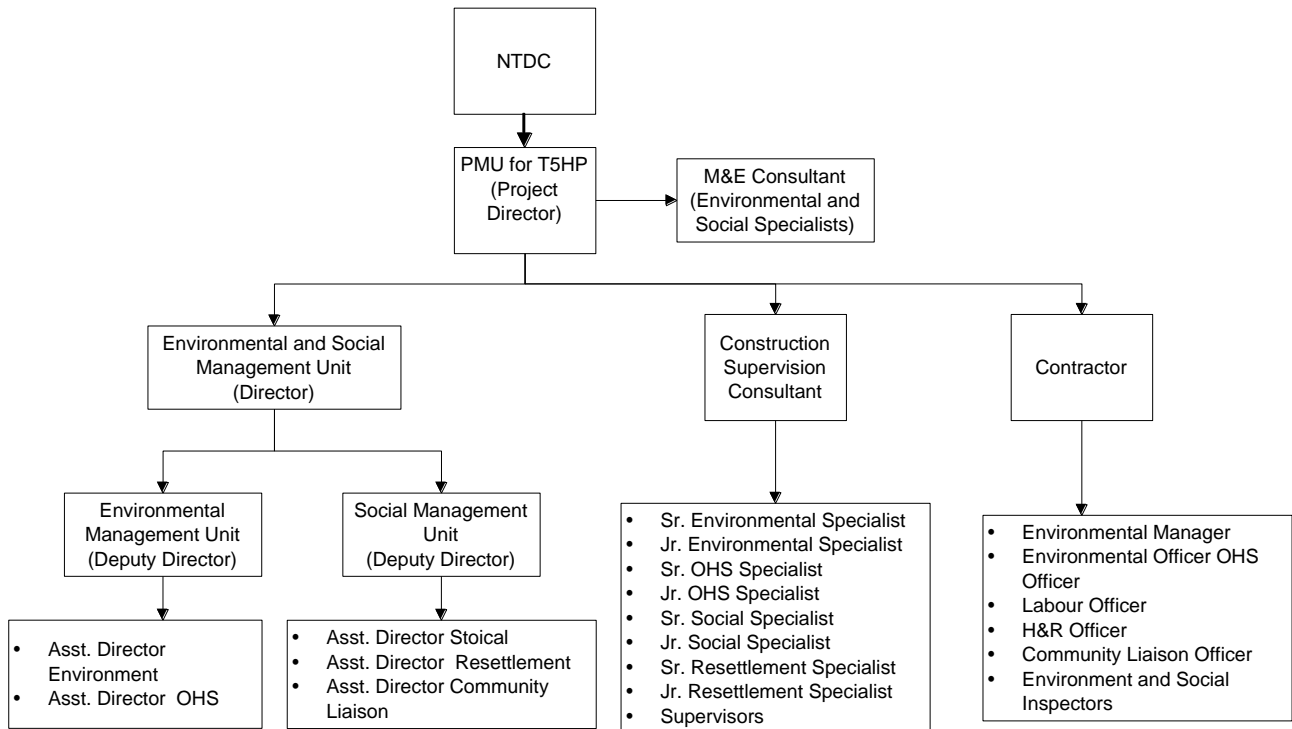 NTDC
PMU for T5HP
(Project
Director)
M&E Consultant
(Environmental and
Social Specialists)
Environmental and Social
Management Unit
(Director)
Construction
Supervision
Consultant
Contractor
Environmental
Management Unit
(Deputy Director)
Social Management
Unit
(Deputy Director)
• Asst. Director
Environment
• Asst. Director OHS
• Asst. Director Stoical
• Asst. Director Resettlement
• Asst. Director Community
Liaison
• Sr. Environmental Specialist
• Jr. Environmental Specialist
• Sr. OHS Specialist
• Jr. OHS Specialist
• Sr. Social Specialist
• Jr. Social Specialist
• Sr. Resettlement Specialist
• Jr. Resettlement Specialist
• Supervisors
• Environmental Manager
• Environmental Officer OHS
Officer
• Labour Officer
• H&R Officer
• Community Liaison Officer
• Environment and Social
Inspectors